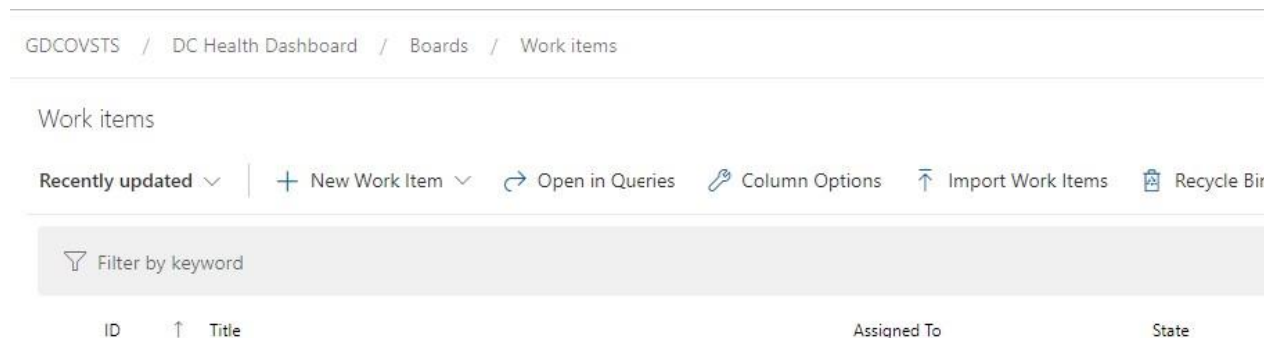 GDCOVSTS / DC Health Dashboard / Boards / Work items
Work items
Recently updated New Work Item Open in Queries Column Options Import Work Items Recycle Bin
Filter by keyword
ID ↑ Title Assigned To State